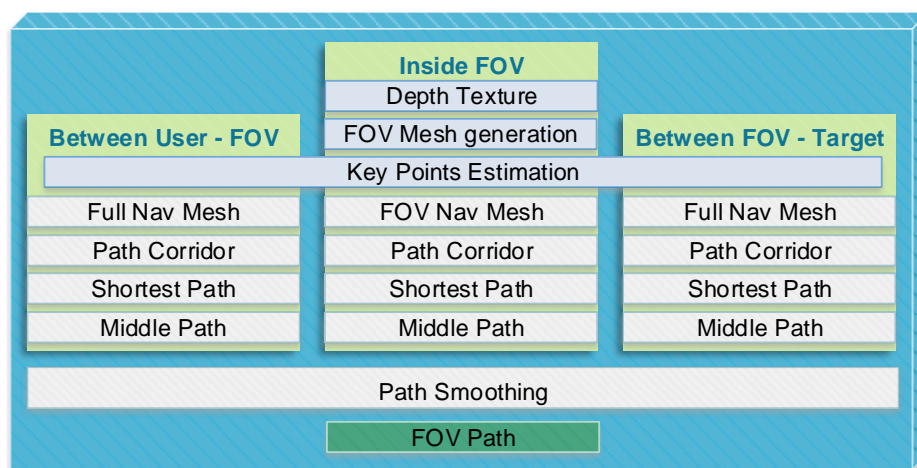 Inside FOV
Depth Texture
Between User - FOV
FOV Mesh generation
Between FOV - Target
Key Points Estimation
Full Nav Mesh
FOV Nav Mesh
Full Nav Mesh
Path Corridor
Path Corridor
Path Corridor
Shortest Path
Shortest Path
Shortest Path
Middle Path
Middle Path
Middle Path
Path Smoothing
FOV Path